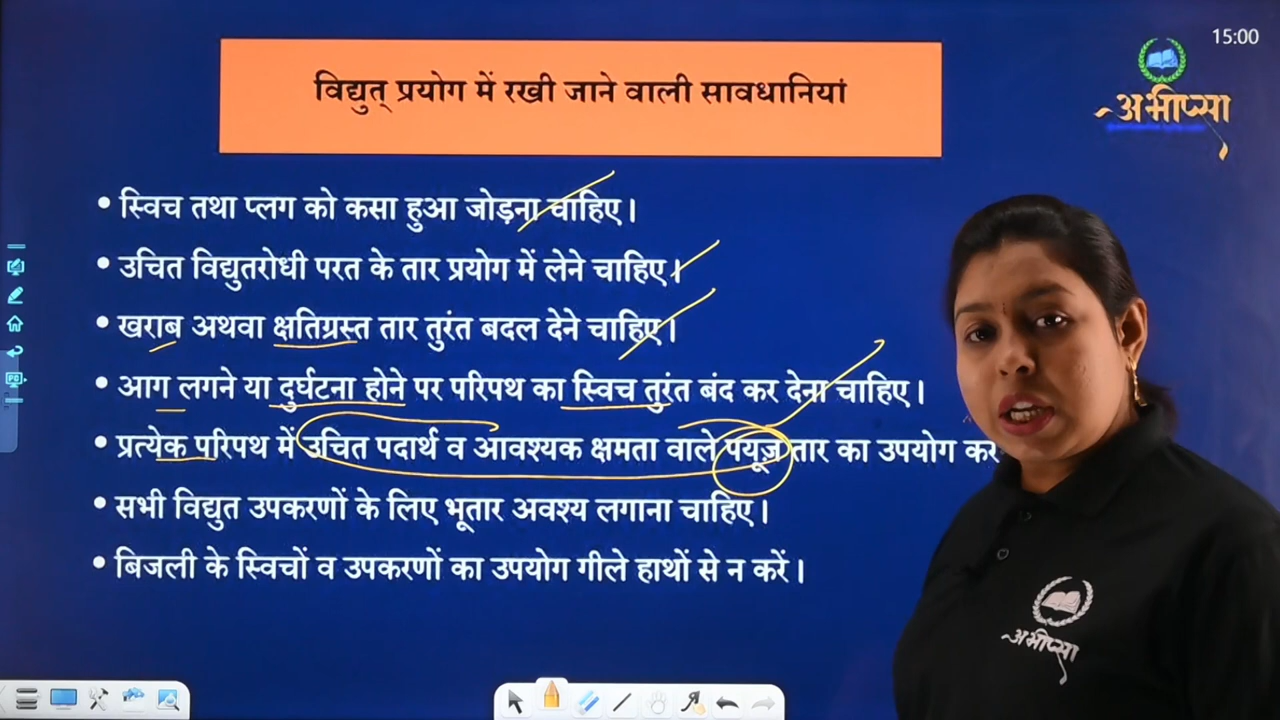 15:00
अभीप्सा
विद्युत् प्रयोग में रखी जाने वाली सावधानियां
• स्विच तथा प्लग को कसा हुआ जोड़ना चाहिए।
• उचित विद्युतरोधी परत के तार प्रयोग में लेने चाहिए।
• खराब अथवा क्षतिग्रस्त तार तुरंत बदल देने चाहिए।
• आग लगने या दुर्घटना होने पर परिपथ का स्विच तुरंत बंद कर देना चाहिए।
• प्रत्येक परिपथ में उचित पदार्थ व आवश्यक क्षमता वाले पयूज़ तार का उपयोग कर
• सभी विद्युत उपकरणों के लिए भूतार अवश्य लगाना चाहिए।
• बिजली के स्विचों व उपकरणों का उपयोग गीले हाथों से न करें।
अभीप्सा